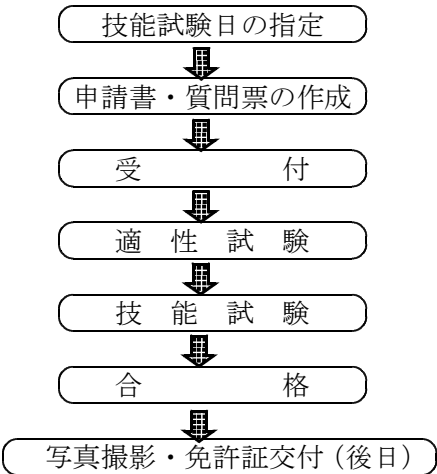 技能試験日の指定
申請書・質問票の作成
受　　　　付
適　性　試　験
技　能　試　験
合　　　　格
写真撮影・免許証交付（後日）